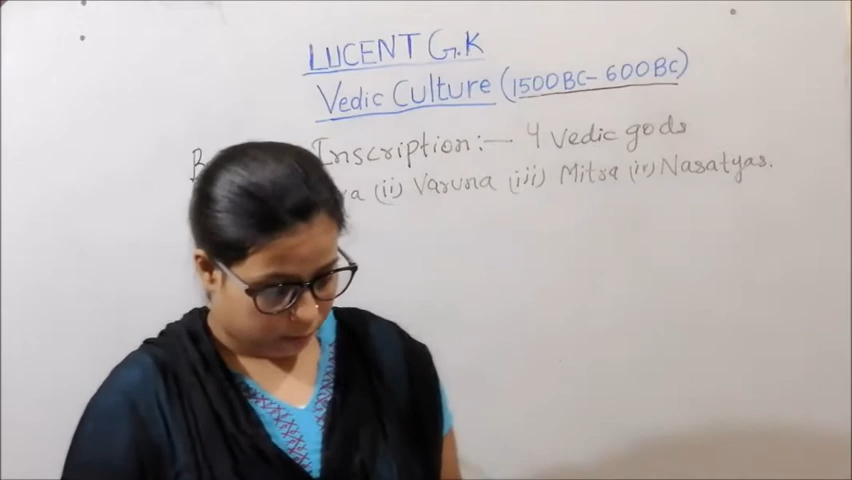 LUCENT G.K
Vedic Culture (1500BC-600BC)
Inscription:- 4 Vedic gods
(ii) Varuna (iii) Mitra (iv) Nasatyas.